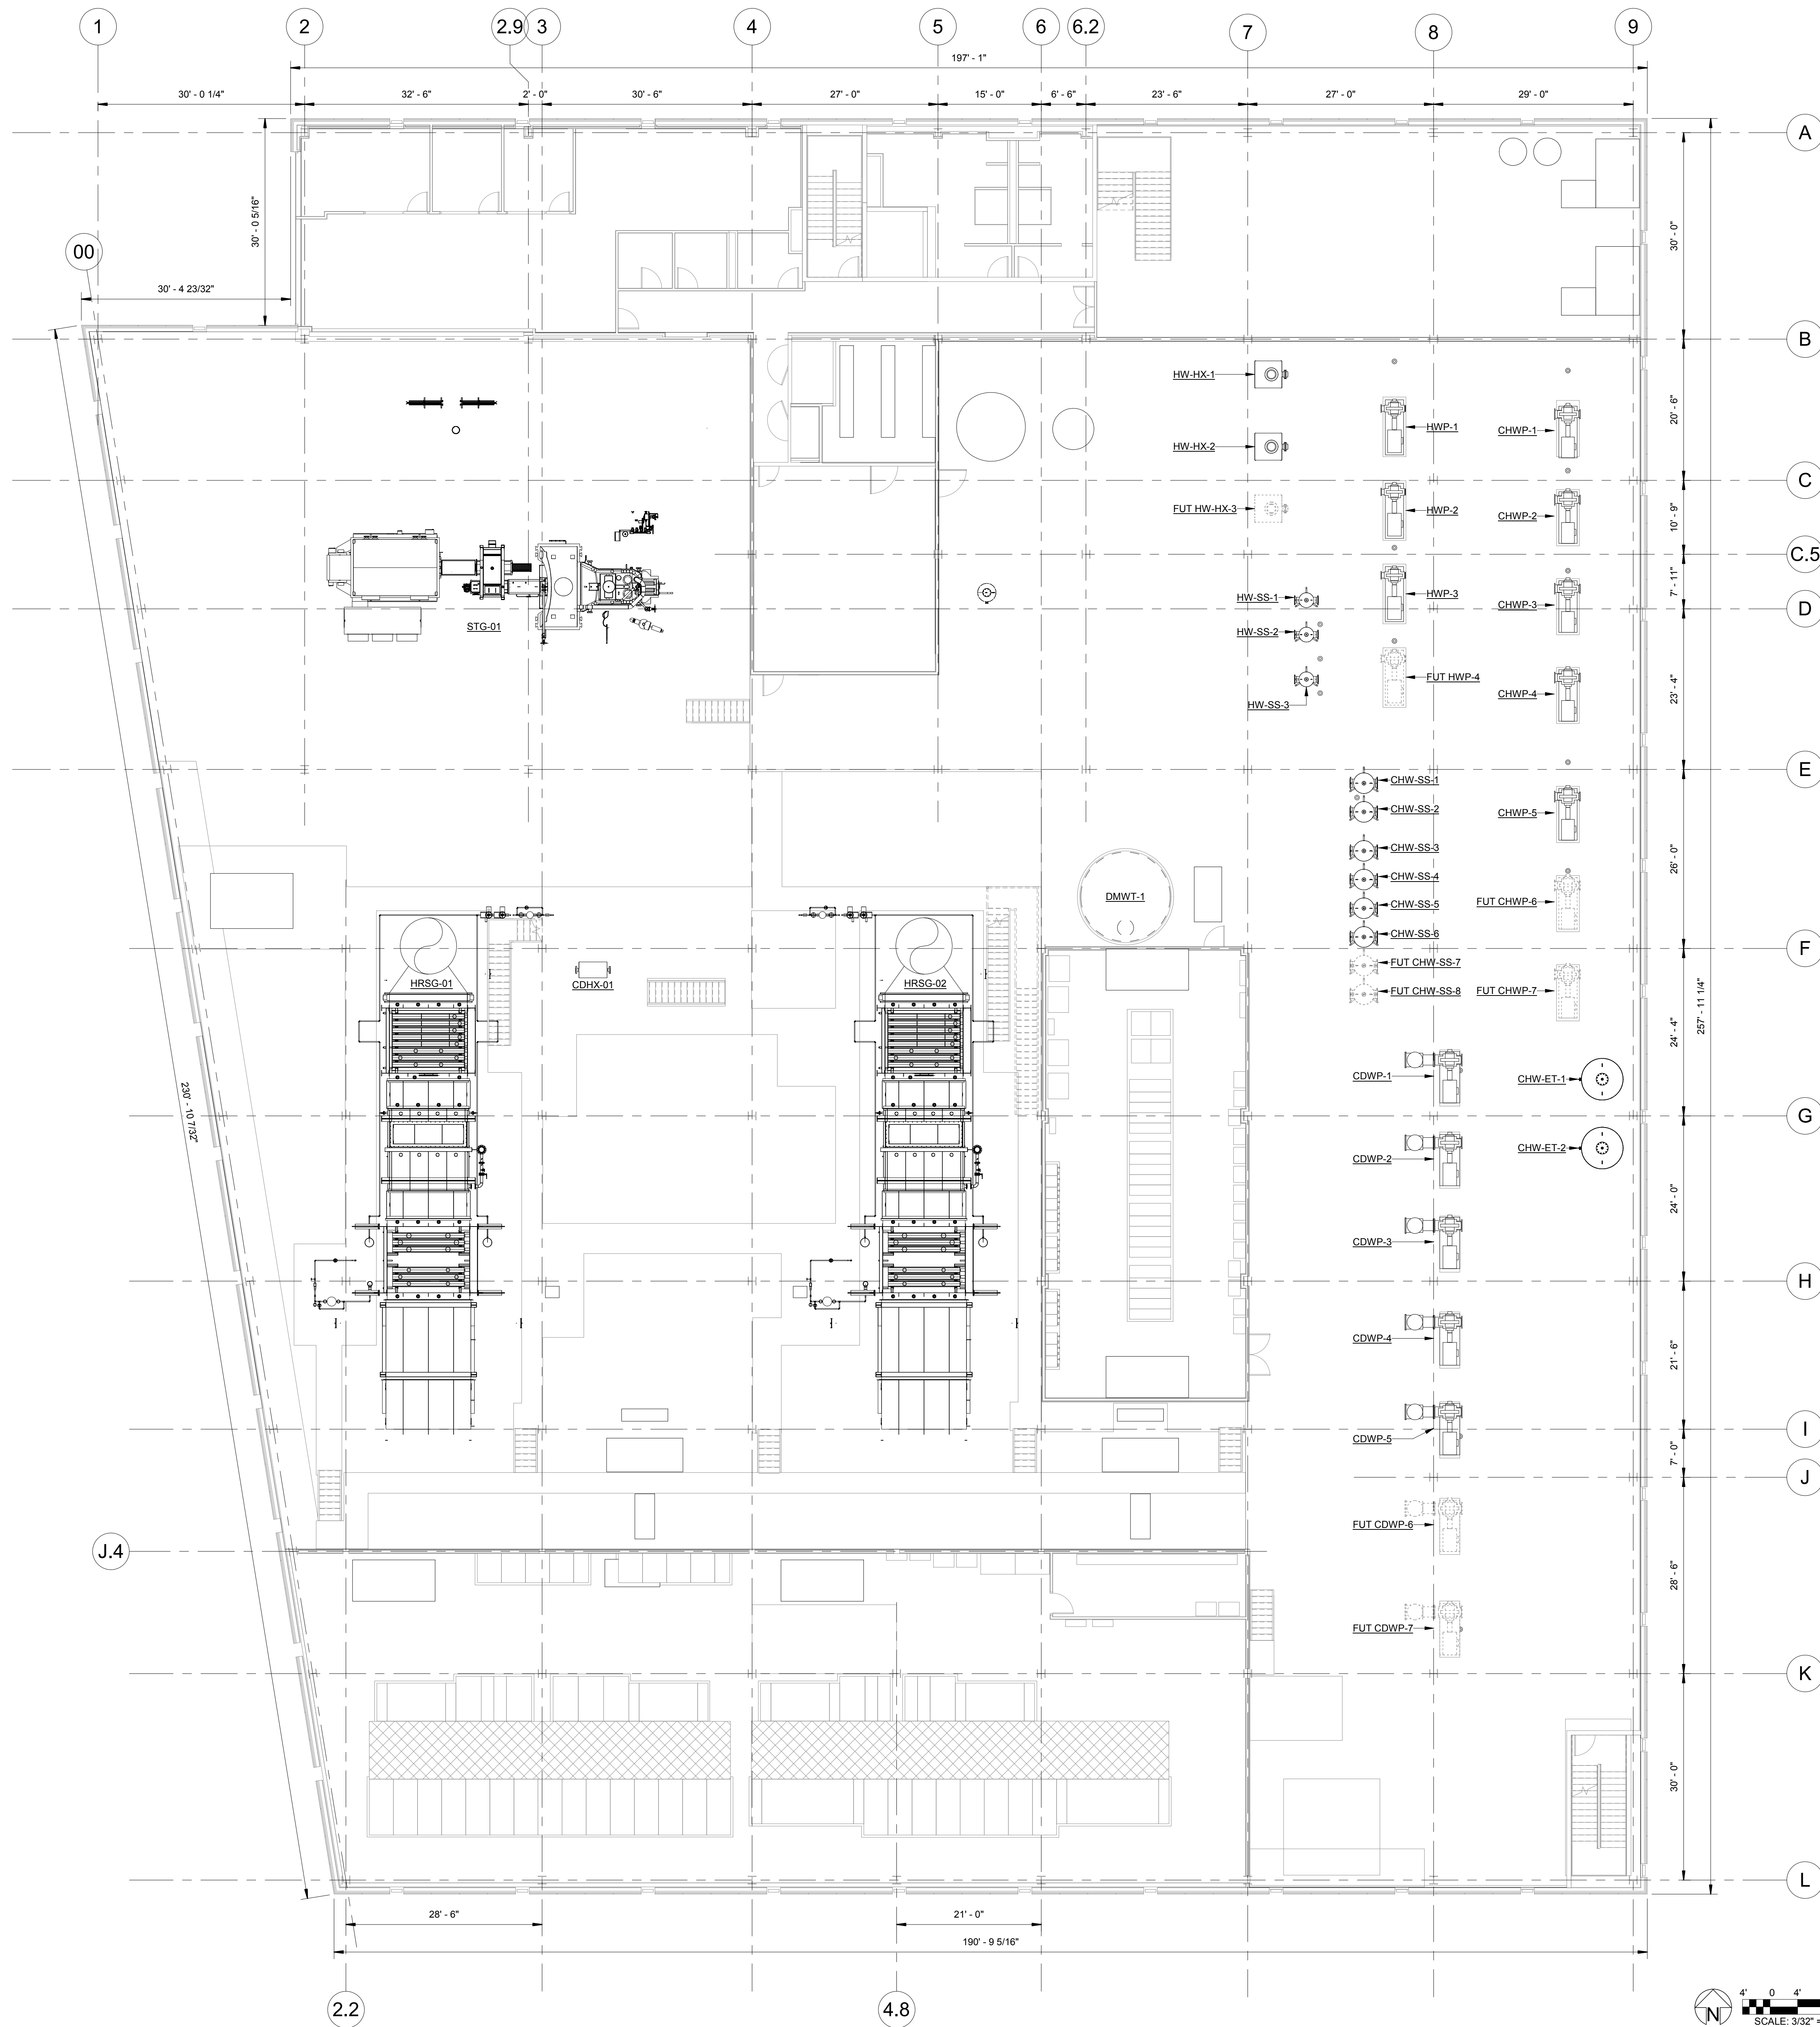 1
2
2.9
3
4
5
6
6.2
7
8
9
197' - 1"
30' - 0 1/4"
32' - 6"
2' - 0"
30' - 6"
27' - 0"
15' - 0"
6' - 6"
23' - 6"
27' - 0"
29' - 0"
A
30' - 0 5/16"
30' - 0"
00
30' - 4 23/32"
B
HW-HX-1
HWP-1
CHWP-1
20' - 6"
HW-HX-2
C
FUT HW-HX-3
HWP-2
CHWP-2
10' - 9"
C.5
HW-SS-1
HWP-3
CHWP-3
7' - 11"
D
STG-01
HW-SS-2
FUT HWP-4
CHWP-4
23' - 4"
HW-SS-3
E
CHW-SS-1
CHW-SS-2
CHWP-5
CHW-SS-3
26' - 0"
CHW-SS-4
DMWT-1
CHW-SS-5
FUT CHWP-6
CHW-SS-6
F
FUT CHW-SS-7
HRSG-01
CDHX-01
HRSG-02
FUT CHW-SS-8
FUT CHWP-7
257' - 11 1/4"
24' - 4"
CDWP-1
CHW-ET-1
230' - 10 7/32"
G
CHW-ET-2
CDWP-2
24' - 0"
CDWP-3
H
CDWP-4
21' - 6"
I
CDWP-5
7' - 0"
J
FUT CDWP-6
J.4
28' - 6"
FUT CDWP-7
K
30' - 0"
L
28' - 6"
21' - 0"
190' - 9 5/16"
2.2
4.8
N
4' 0 4'
SCALE: 3/32" =